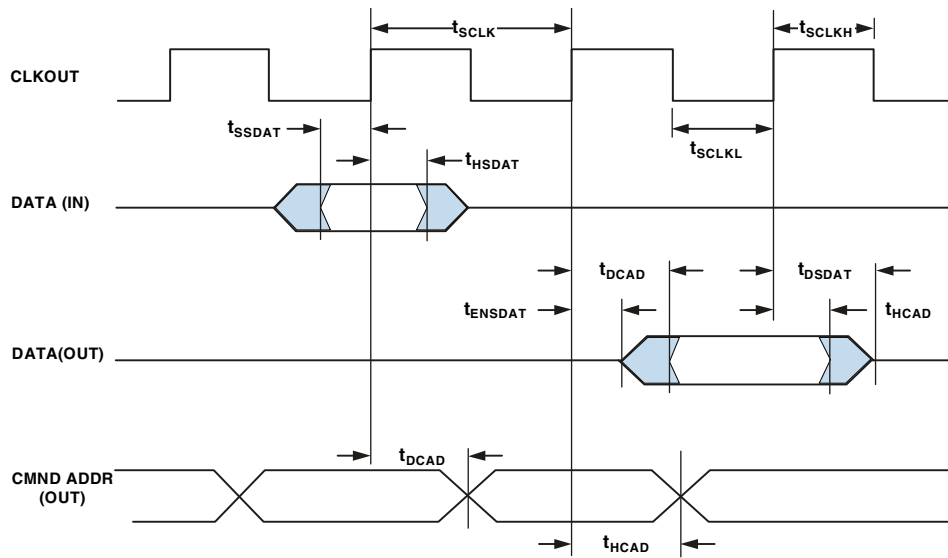 tSCLK
tSCLKH
CLKOUT
tSSDAT
tSCLKL
tHSDAT
DATA (IN)
tDCAD
tDSDAT
tENSDAT
tHCAD
DATA(OUT)
tDCAD
CMND ADDR
(OUT)
tHCAD